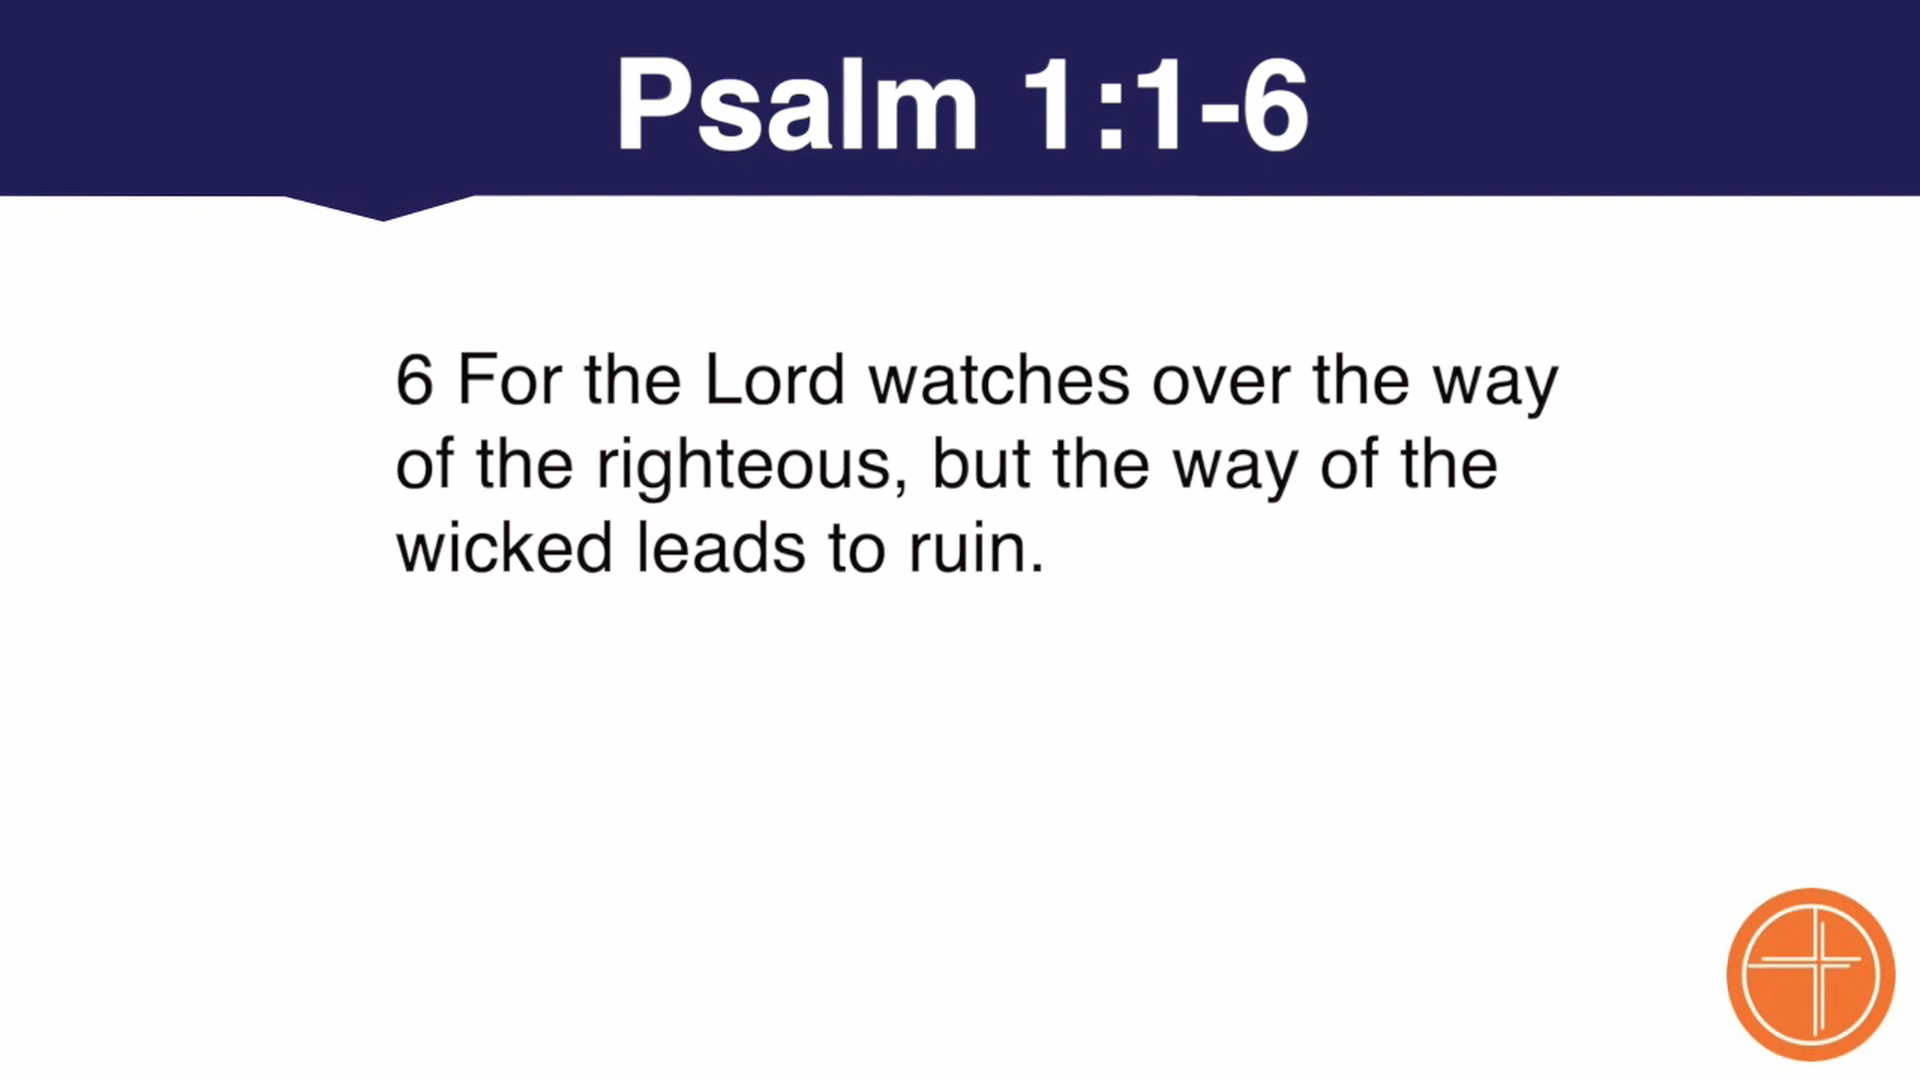 Psalm 1:1-6
6 For the Lord watches over the way
of the righteous, but the way of the
wicked leads to ruin.